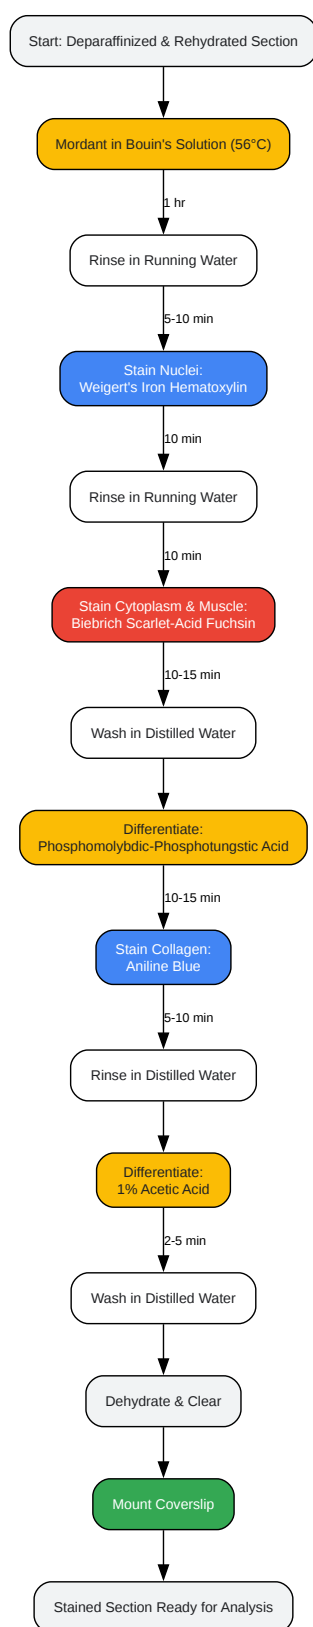 Start: Deparaffinized & Rehydrated Section
Mordant in Bouin's Solution (56°C)
1 hr
Rinse in Running Water
5-10 min
Stain Nuclei:
Weigert's Iron Hematoxylin
10 min
Rinse in Running Water
10 min
Stain Cytoplasm & Muscle:
Biebrich Scarlet-Acid Fuchsin
10-15 min
Wash in Distilled Water
Differentiate:
Phosphomolybdic-Phosphotungstic Acid
10-15 min
Stain Collagen:
Aniline Blue
5-10 min
Rinse in Distilled Water
Differentiate:
1% Acetic Acid
2-5 min
Wash in Distilled Water
Dehydrate & Clear
Mount Coverslip
Stained Section Ready for Analysis